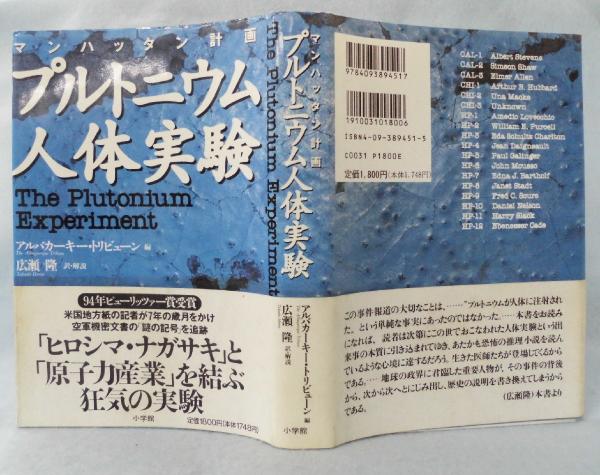 マンハッタン計画
プルトニウム
人体実験
The Plutonium
Experiment
アルバカーキー・トリビューン 編
The Albuquerque Tribune
広瀬 隆 訳・解説
Takashi Hirose
94年ピューリッツァー賞受賞
米国地方紙の記者が7年の歳月をかけ
空軍機密文書の「謎の記号」を追跡
「ヒロシマ・ナガサキ」と
「原子力産業」を結ぶ
狂気の実験
小学館
定価1800円(本体1748円)
マンハッタン計画
プルトニウム人体実験
The Plutonium Experiment
アルバカーキー・トリビューン 編
広瀬 隆 訳・解説
小学館
9784093894517
1910031018006
ISBN4-09-389451-5
C0031 P1800E
定価1,800円(本体1,748円)
CAL-1 Albert Stevens
CAL-2 Simeon Shaw
CAL-3 Elmer Allen
CHI-1 Arthur B. Hubbard
CHI-2 Una Macke
CHI-3 Unknown
HP-1 Amedio Lovecchio
HP-2 William H. Purcell
HP-3 Eda Schultz Charlton
HP-4 Jean Daigneault
HP-5 Paul Galinger
HP-6 John Mousso
HP-7 Edna J. Bartholf
HP-8 Janet Stadt
HP-9 Fred C. Sours
HP-10 Daniel Nelson
HP-11 Harry Slack
HP-12 Ebenezer Cade
この事件報道の大切なことは、……"プルトニウムが人体に注射され
た"という単純な事実にあったのではなかった。……本書をお読み
になれば、読者は次第にこの世でおこなわれた人体実験という出
来事の本質に引き込まれてゆき、あたかも恐怖の推理小説を読ん
でいるような心境に達するだろう。生きた医師たちが登場してくるから
である。……地球の政界に君臨した重要人物が、その事件の背後
から、次から次へとにじみ出し、歴史の説明を書き換えてしまうから
である。
(広瀬隆)本書より